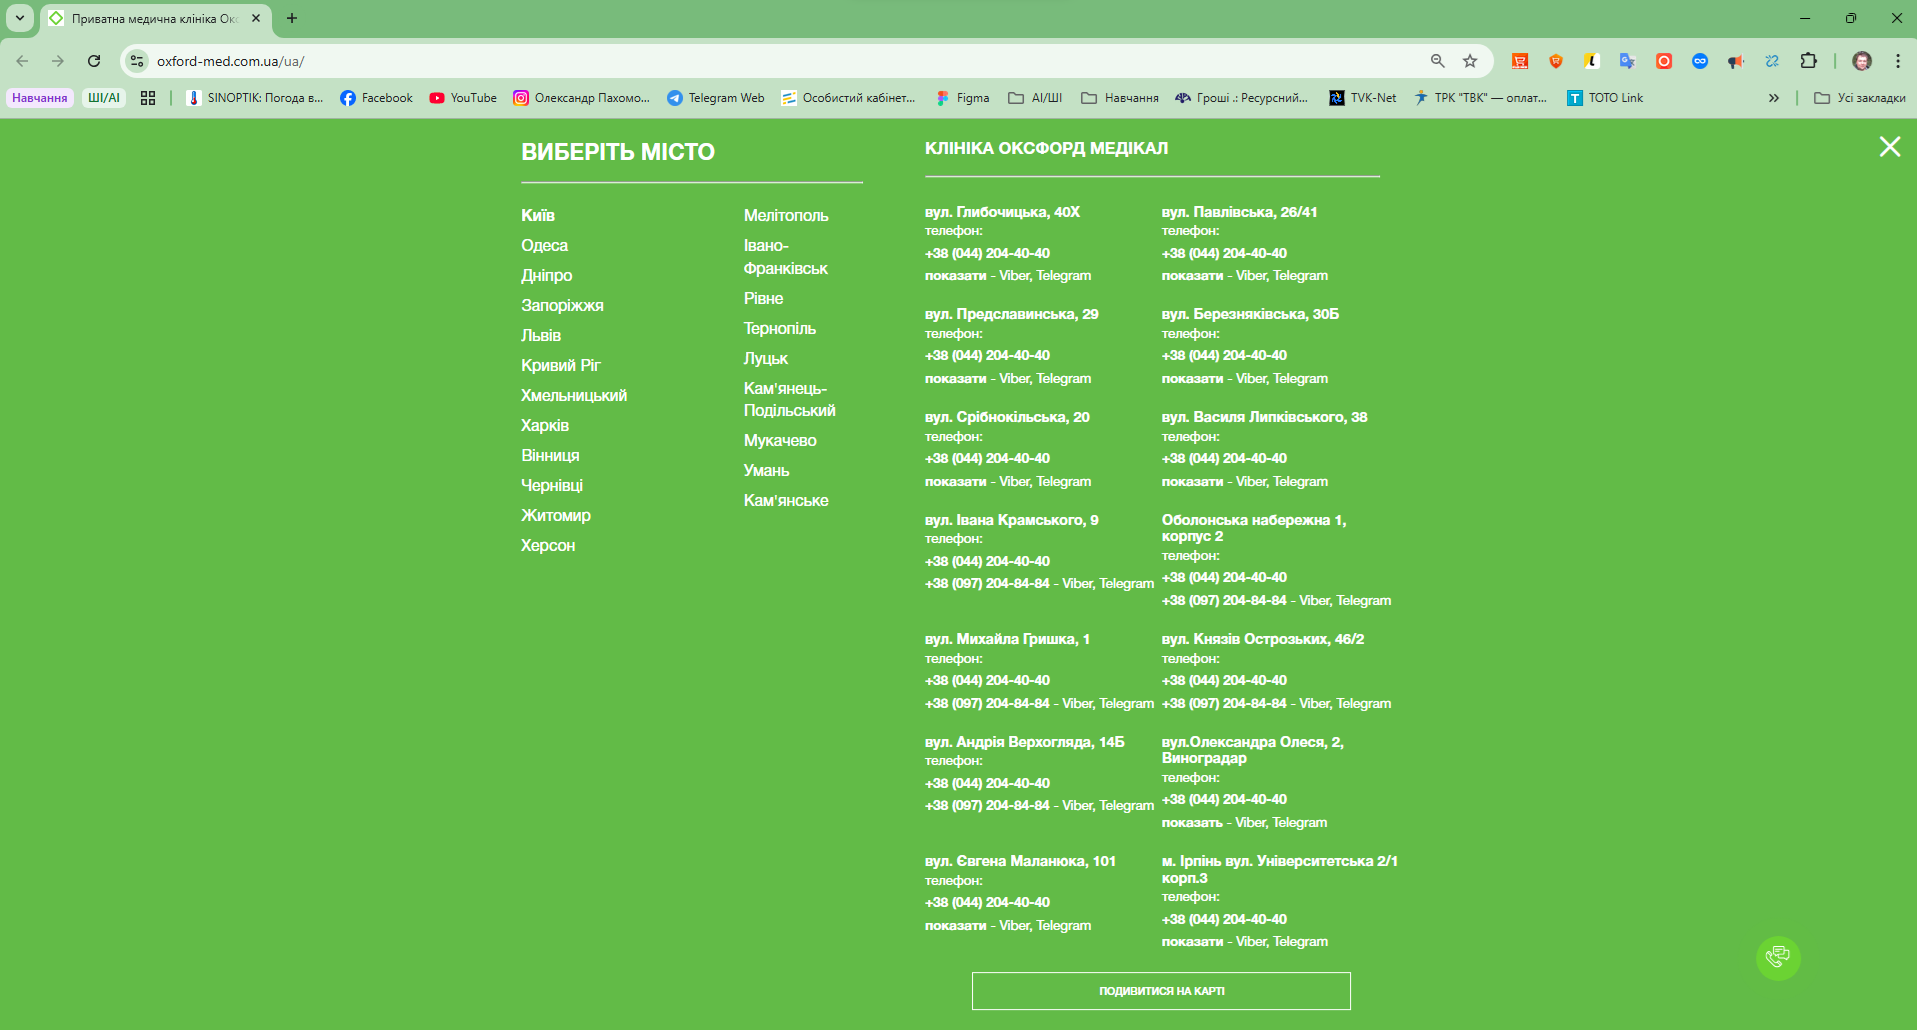 Приватна медична клініка Окс
oxford-med.com.ua/ua/
Навчання
ШІ/AI
SINOPTIK: Погода в...
Facebook
YouTube
Олександр Пахомо...
Telegram Web
Особистий кабінет...
Figma
АІ/ШІ
Навчання
Гроші .: Ресурсний...
TVK-Net
ТРК "ТВК" — оплат...
TOTO Link
Усі закладки
ВИБЕРІТЬ МІСТО
Київ
Одеса
Дніпро
Запоріжжя
Львів
Кривий Ріг
Хмельницький
Харків
Вінниця
Чернівці
Житомир
Херсон
Мелітополь
Івано-
Франківськ
Рівне
Тернопіль
Луцьк
Кам'янець-
Подільський
Мукачево
Умань
Кам'янське
КЛІНІКА ОКСФОРД МЕДІКАЛ
вул. Глибочицька, 40Х
телефон:
+38 (044) 204-40-40
показати - Viber, Telegram
вул. Павлівська, 26/41
телефон:
+38 (044) 204-40-40
показати - Viber, Telegram
вул. Предславинська, 29
телефон:
+38 (044) 204-40-40
показати - Viber, Telegram
вул. Березняківська, 30Б
телефон:
+38 (044) 204-40-40
показати - Viber, Telegram
вул. Срібнокільська, 20
телефон:
+38 (044) 204-40-40
показати - Viber, Telegram
вул. Василя Липківського, 38
телефон:
+38 (044) 204-40-40
показати - Viber, Telegram
вул. Івана Крамського, 9
телефон:
+38 (044) 204-40-40
+38 (097) 204-84-84 - Viber, Telegram
Оболонська набережна 1,
корпус 2
телефон:
+38 (044) 204-40-40
+38 (097) 204-84-84 - Viber, Telegram
вул. Михайла Гришка, 1
телефон:
+38 (044) 204-40-40
+38 (097) 204-84-84 - Viber, Telegram
вул. Князів Острозьких, 46/2
телефон:
+38 (044) 204-40-40
+38 (097) 204-84-84 - Viber, Telegram
вул. Андрія Верхогляда, 14Б
телефон:
+38 (044) 204-40-40
+38 (097) 204-84-84 - Viber, Telegram
вул.Олександра Олеся, 2,
Виноградар
телефон:
+38 (044) 204-40-40
показать - Viber, Telegram
вул. Євгена Маланюка, 101
телефон:
+38 (044) 204-40-40
показати - Viber, Telegram
м. Ірпінь вул. Університетська 2/1
корп.3
телефон:
+38 (044) 204-40-40
показати - Viber, Telegram
ПОДИВИТИСЯ НА КАРТІ